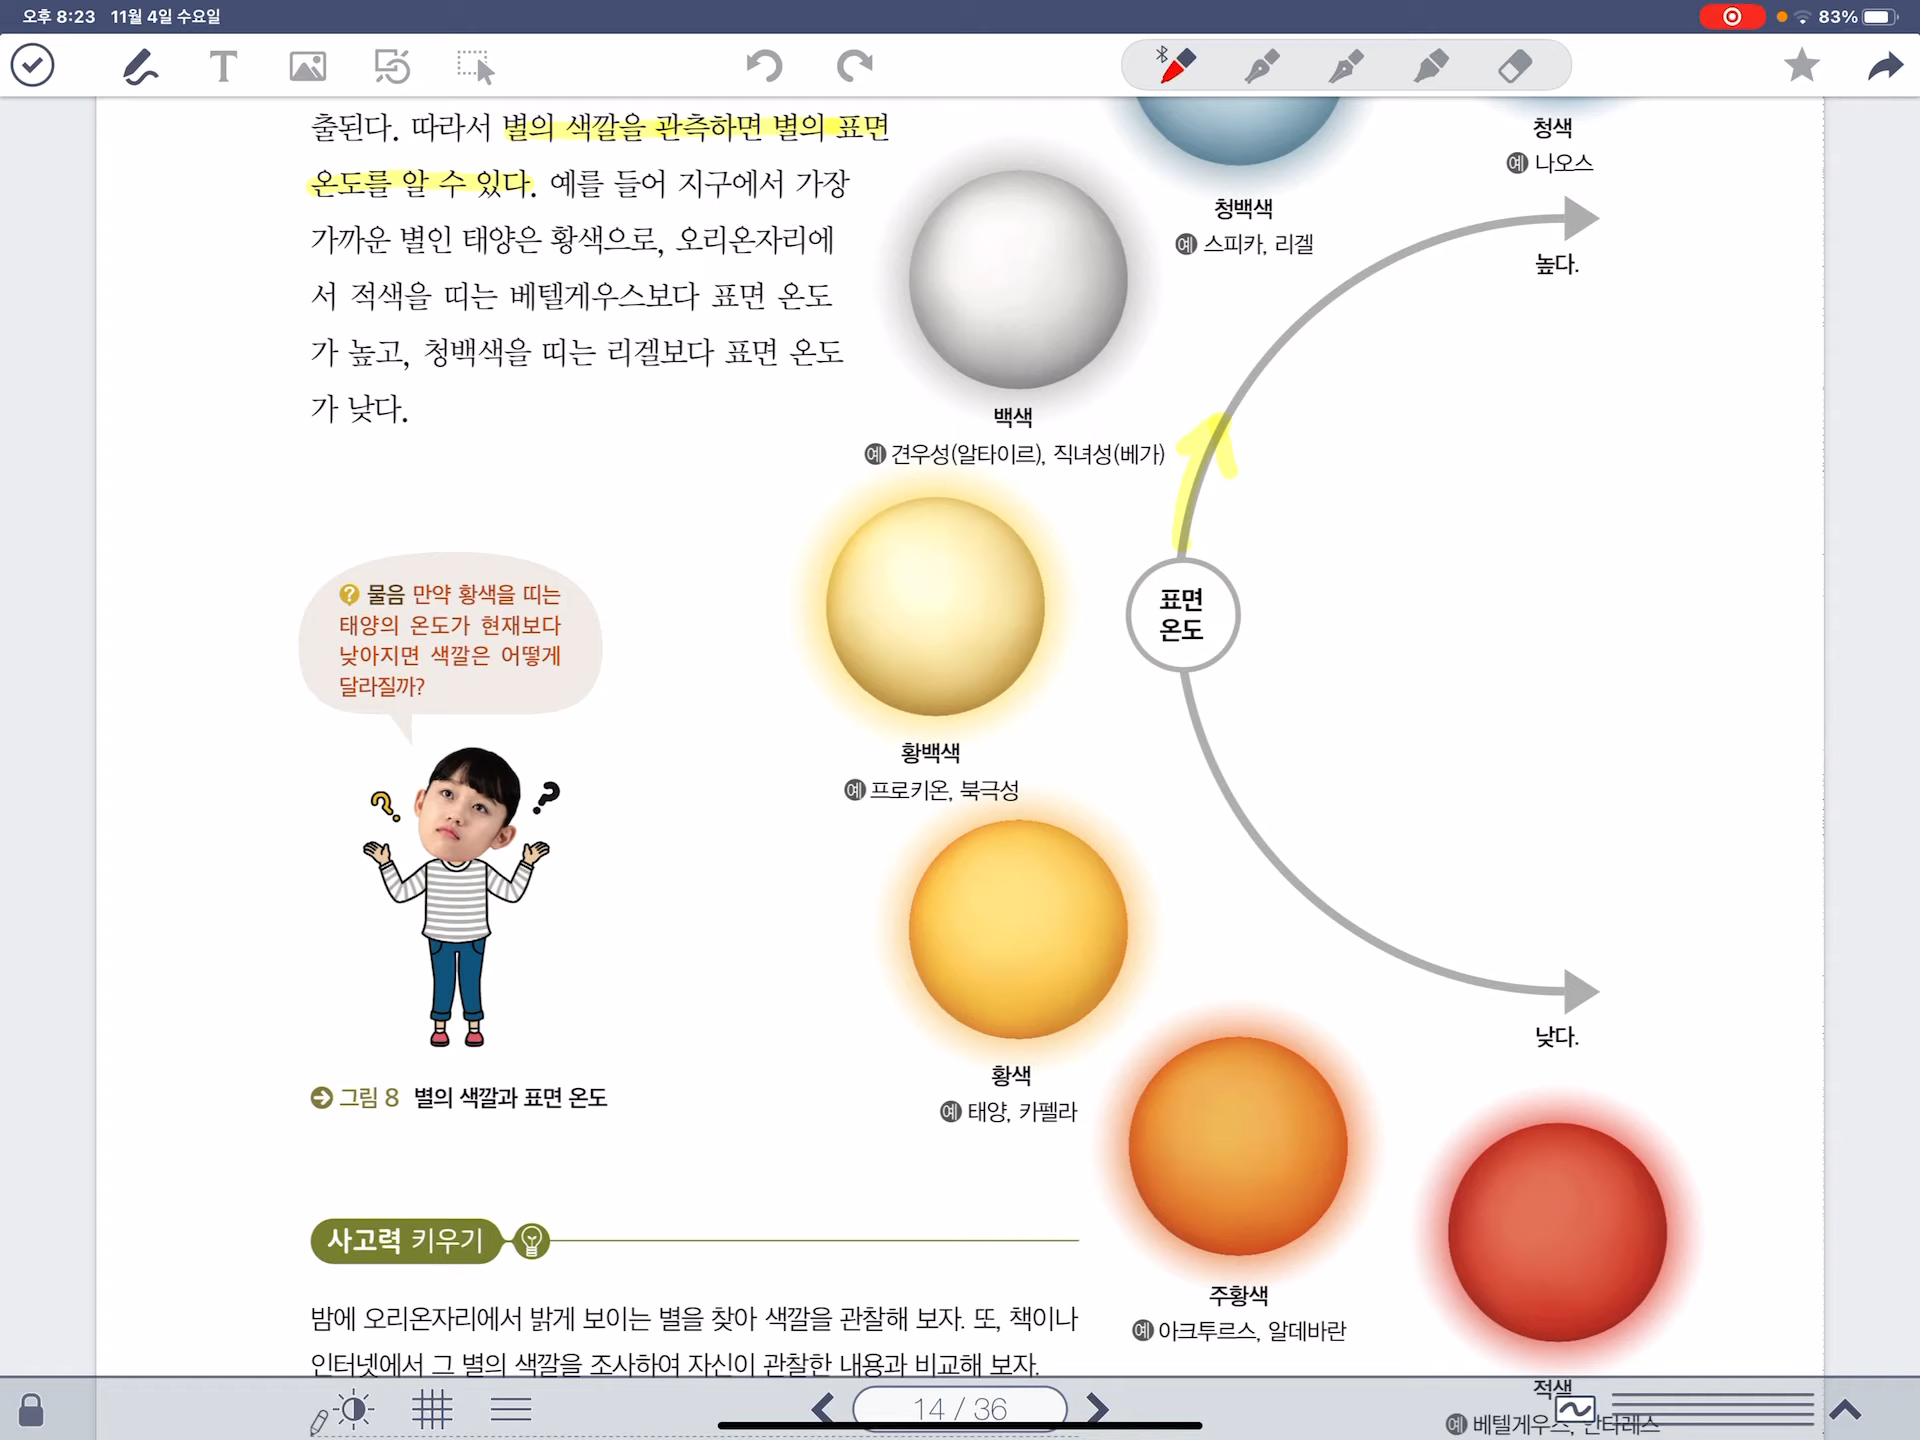 오후 8:23 11월 4일 수요일
83%
출된다. 따라서 별의 색깔을 관측하면 별의 표면
온도를 알 수 있다. 예를 들어 지구에서 가장
가까운 별인 태양은 황색으로, 오리온자리에
서 적색을 띠는 베텔게우스보다 표면 온도
가 높고, 청백색을 띠는 리겔보다 표면 온도
가 낮다.
청색
예 나오스
청백색
예 스피카, 리겔
높다.
백색
예 견우성(알타이르), 직녀성(베가)
표면
온도
황백색
예 프로키온, 북극성
? 물음 만약 황색을 띠는
태양의 온도가 현재보다
낮아지면 색깔은 어떻게
달라질까?
낮다.
황색
예 태양, 카펠라
그림 8 별의 색깔과 표면 온도
주황색
예 아크투르스, 알데바란
적색
예 베텔게우스, 안타레스
사고력 키우기
밤에 오리온자리에서 밝게 보이는 별을 찾아 색깔을 관찰해 보자. 또, 책이나
인터넷에서 그 별의 색깔을 조사하여 자신이 관찰한 내용과 비교해 보자.
14 / 36